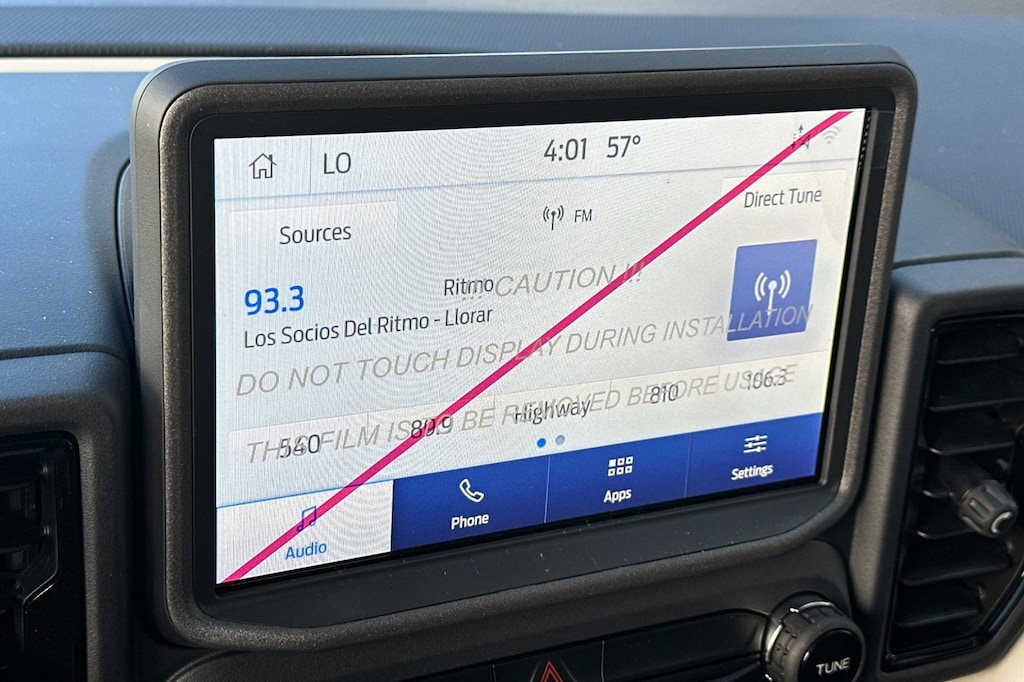 LO 4:01 57°
FM
Direct Tune
Sources
93.3
Ritmo
Los Socios Del Ritmo - Llorar
!!! CAUTION !!!
DO NOT TOUCH DISPLAY DURING INSTALLATION
THIS FILM IS TO BE REMOVED BEFORE USAGE
540 89.9 Highway 810 106.3
Audio Phone Apps Settings
TUNE